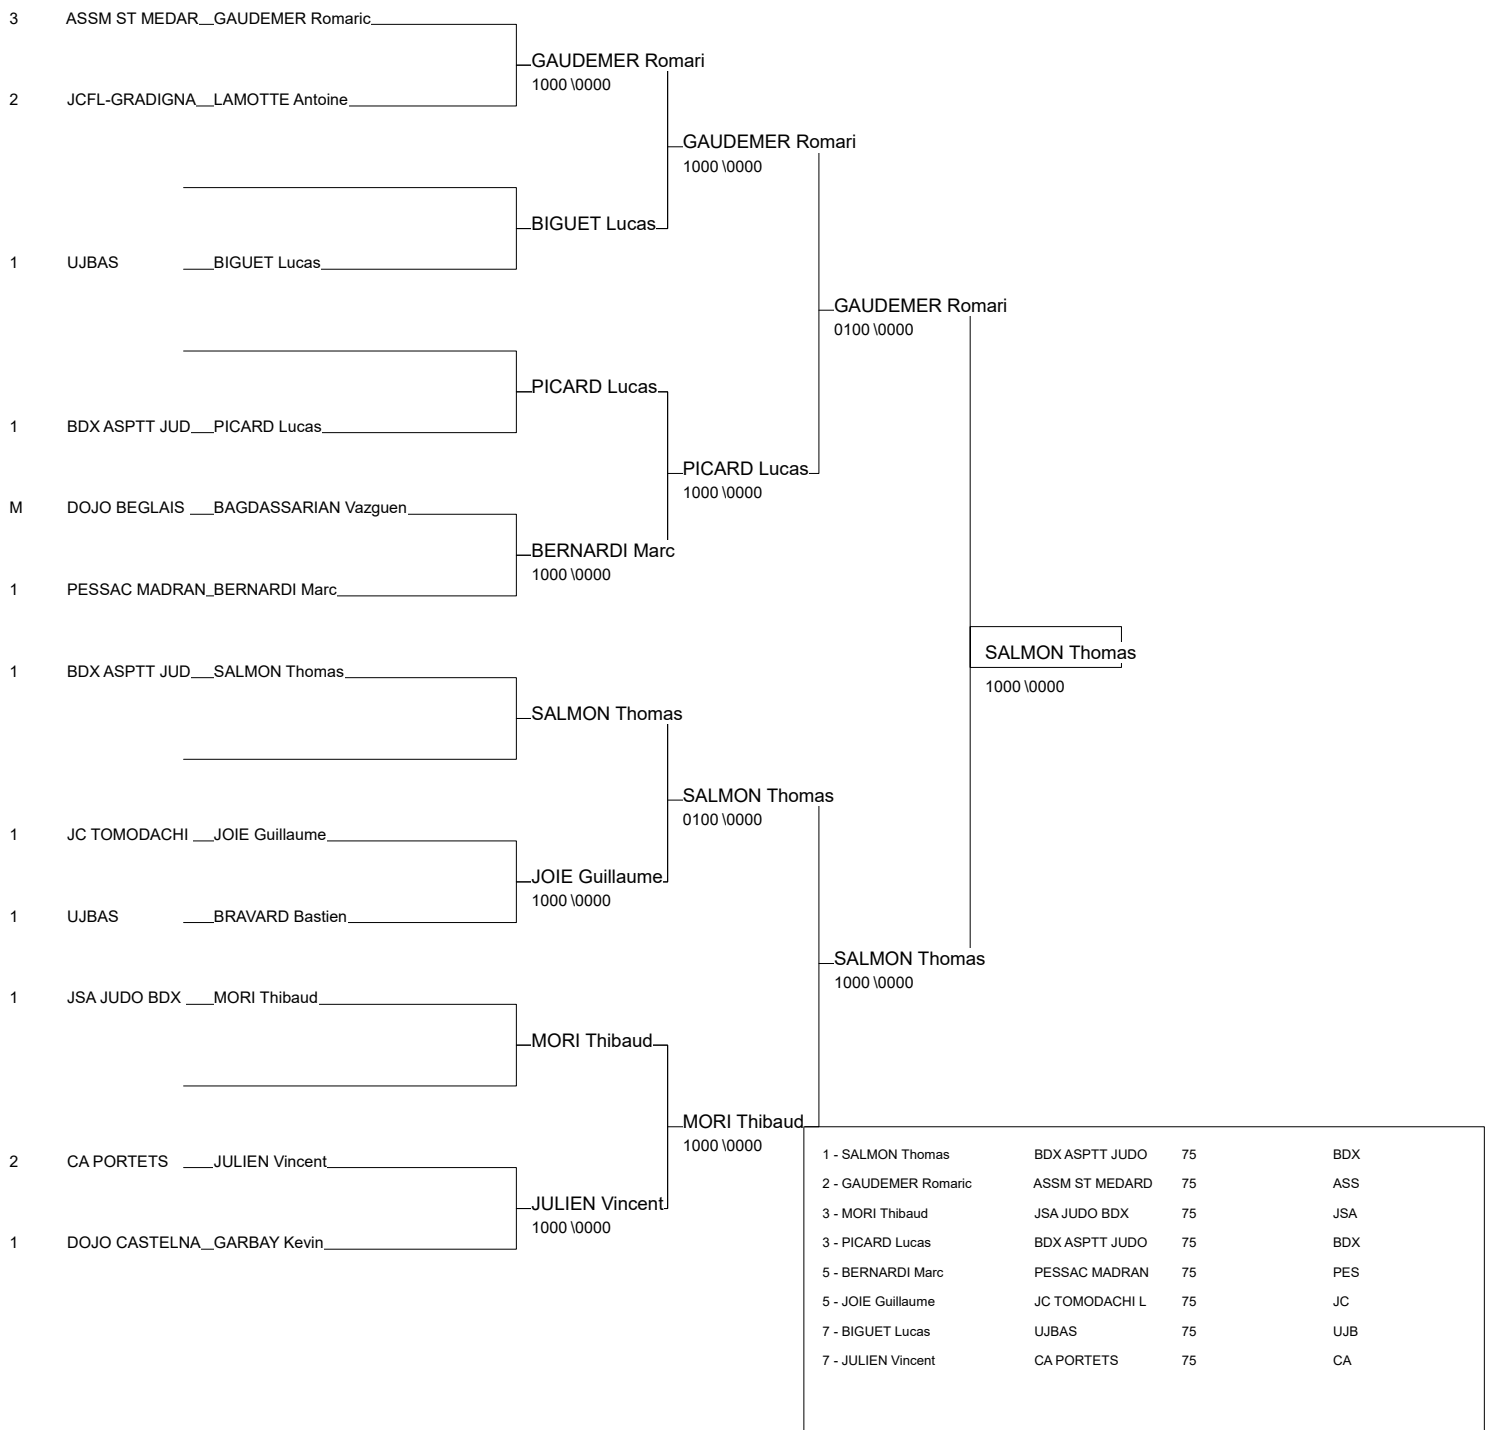 3 ASSM ST MEDAR GAUDEMER Romaric
GAUDEMER Romari
1000 \0000
2 JCFL-GRADIGNA LAMOTTE Antoine
GAUDEMER Romari
1000 \0000
BIGUET Lucas
1 UJBAS BIGUET Lucas
GAUDEMER Romari
0100 \0000
PICARD Lucas
1 BDX ASPTT JUD PICARD Lucas
PICARD Lucas
1000 \0000
M DOJO BEGLAIS BAGDASSARIAN Vazguen
BERNARDI Marc
1000 \0000
1 PESSAC MADRAN BERNARDI Marc
SALMON Thomas
1000 \0000
1 BDX ASPTT JUD SALMON Thomas
SALMON Thomas
SALMON Thomas
0100 \0000
1 JC TOMODACHI JOIE Guillaume
JOIE Guillaume
1000 \0000
1 UJBAS BRAVARD Bastien
SALMON Thomas
1000 \0000
1 JSA JUDO BDX MORI Thibaud
MORI Thibaud
MORI Thibaud
1000 \0000
2 CA PORTETS JULIEN Vincent
JULIEN Vincent
1000 \0000
1 DOJO CASTELNA GARBAY Kevin
1 - SALMON Thomas BDX ASPTT JUDO 75 BDX
2 - GAUDEMER Romaric ASSM ST MEDARD 75 ASS
3 - MORI Thibaud JSA JUDO BDX 75 JSA
3 - PICARD Lucas BDX ASPTT JUDO 75 BDX
5 - BERNARDI Marc PESSAC MADRAN 75 PES
5 - JOIE Guillaume JC TOMODACHI L 75 JC
7 - BIGUET Lucas UJBAS 75 UJB
7 - JULIEN Vincent CA PORTETS 75 CA